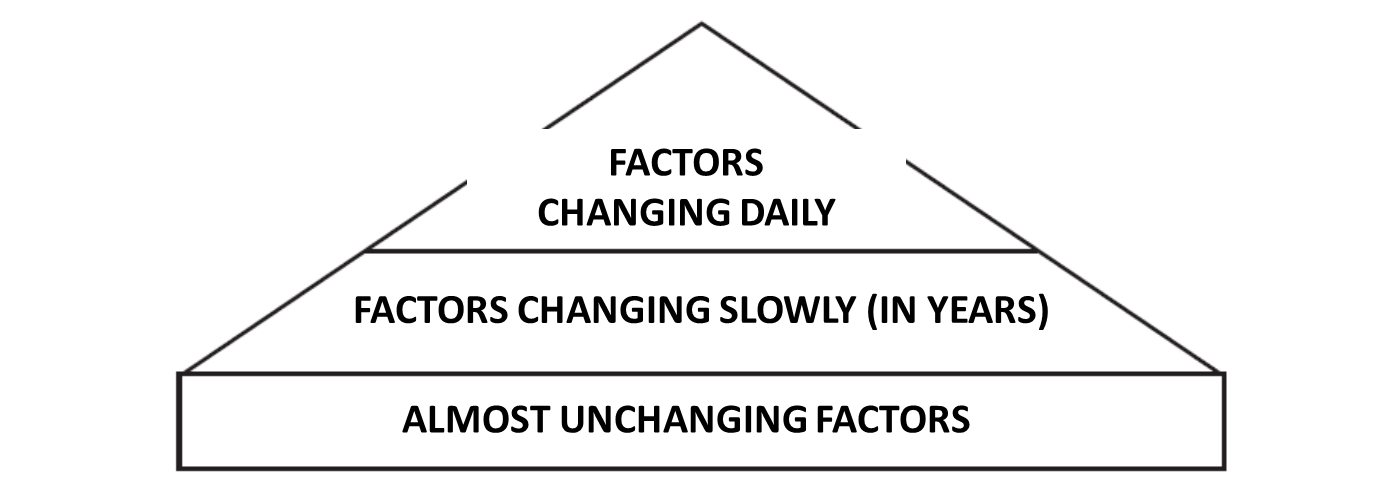 FACTORS
CHANGING DAILY
FACTORS CHANGING SLOWLY (IN YEARS)
ALMOST UNCHANGING FACTORS